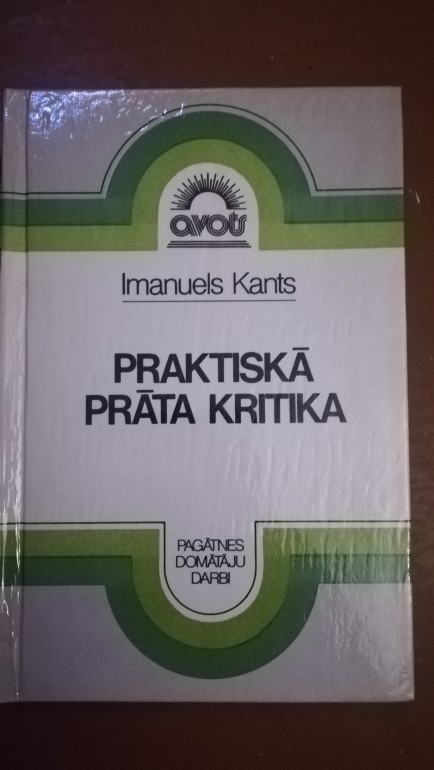 avots
Imanuels Kants
PRAKTISKĀ
PRĀTA KRITIKA
PAGĀTNES
DOMĀTĀJU
DARBI